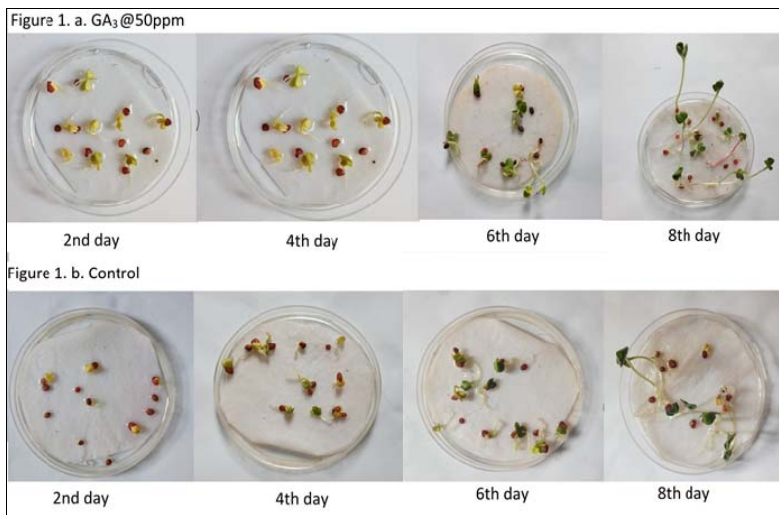 Figure 1. a. GA₃@50ppm
2nd day
4th day
6th day
8th day
Figure 1. b. Control
2nd day
4th day
6th day
8th day